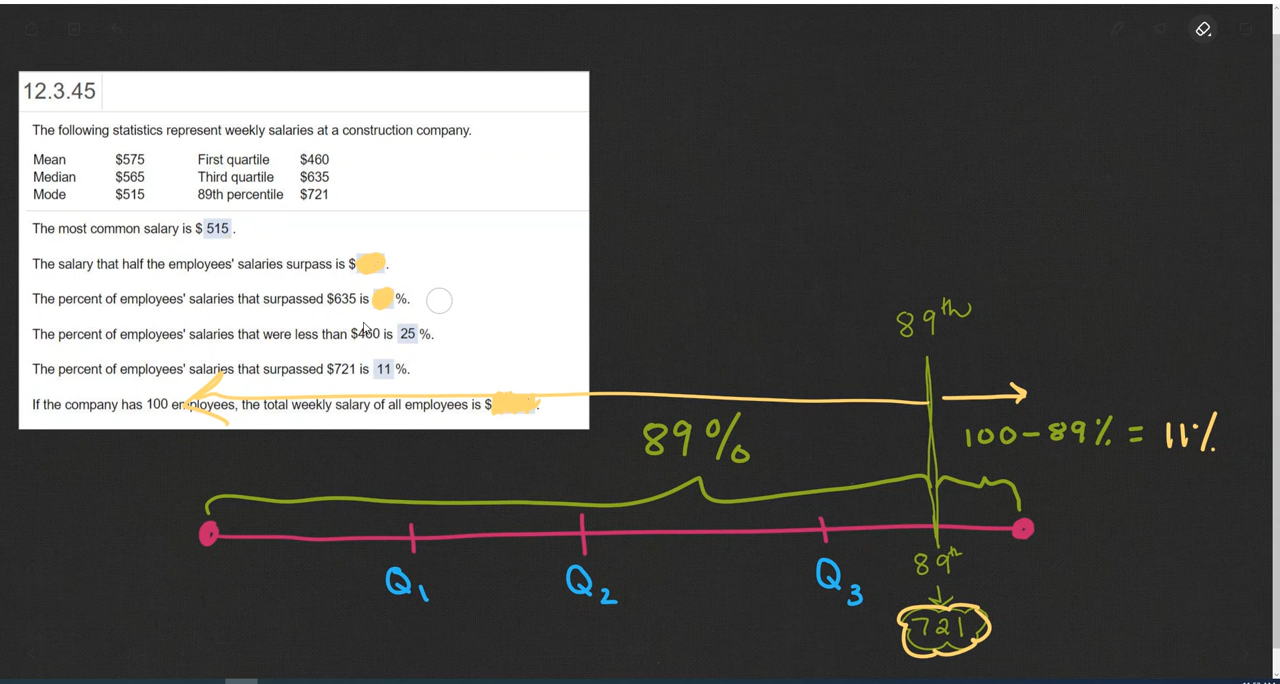 12.3.45
The following statistics represent weekly salaries at a construction company.
Mean $575 First quartile $460
Median $565 Third quartile $635
Mode $515 89th percentile $721
The most common salary is $ 515 .
The salary that half the employees' salaries surpass is $ .
The percent of employees' salaries that surpassed $635 is %.
The percent of employees' salaries that were less than $460 is 25 %.
The percent of employees' salaries that surpassed $721 is 11 %.
If the company has 100 employees, the total weekly salary of all employees is $ .
89th
89%
100-89% = 11%
Q1 Q2 Q3
89th
721